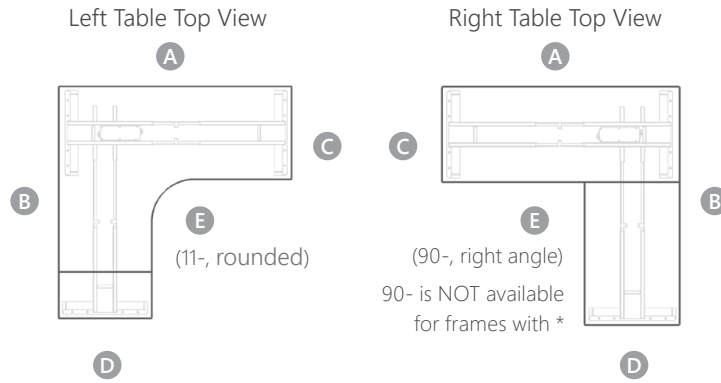 Left Table Top View
A
C
B
E
(11-, rounded)
D
Right Table Top View
A
C
B
E
(90-, right angle)
90- is NOT available
for frames with *
D